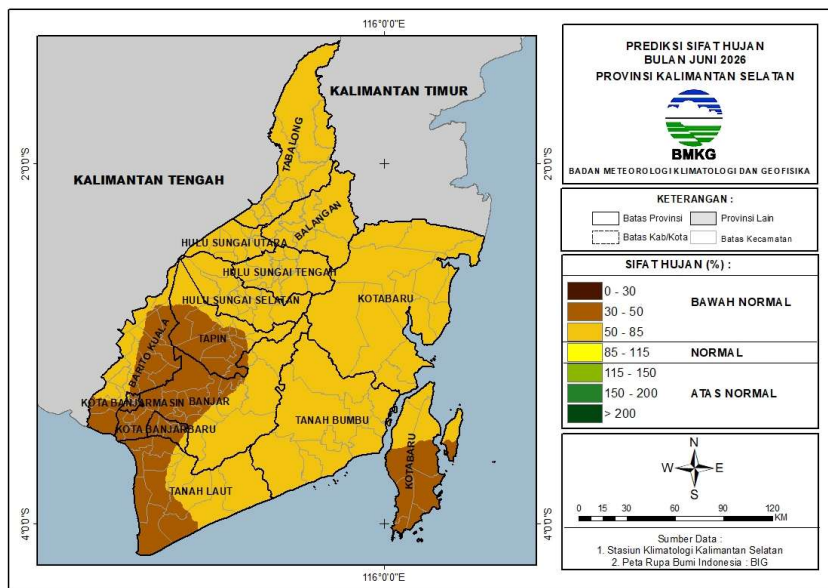 116°0'0"E
KALIMANTAN TIMUR
TABALONG
2°0'0"S
2°0'0"S
KALIMANTAN TENGAH
BALANGAN
HULU SUNGAI UTARA
HULU SUNGAI TENGAH
HULU SUNGAI SELATAN
KOTABARU
BARITO KUALA
TAPIN
KOTA BANJARMASIN
BANJAR
KOTA BANJARBARU
TANAH BUMBU
KOTABARU
TANAH LAUT
4°0'0"S
4°0'0"S
116°0'0"E
PREDIKSI SIFAT HUJAN
BULAN JUNI 2026
PROVINSI KALIMANTAN SELATAN
BMKG
BADAN METEOROLOGI KLIMATOLOGI DAN GEOFISIKA
KETERANGAN :
Batas Provinsi
Provinsi Lain
Batas Kab/Kota
Batas Kecamatan
SIFAT HUJAN (%) :
0 - 30
30 - 50
50 - 85
BAWAH NORMAL
85 - 115
NORMAL
115 - 150
150 - 200
> 200
ATAS NORMAL
N
W
E
S
0 15 30 60 90 120
KM
Sumber Data :
1. Stasiun Klimatologi Kalimantan Selatan
2. Peta Rupa Bumi Indonesia : BIG